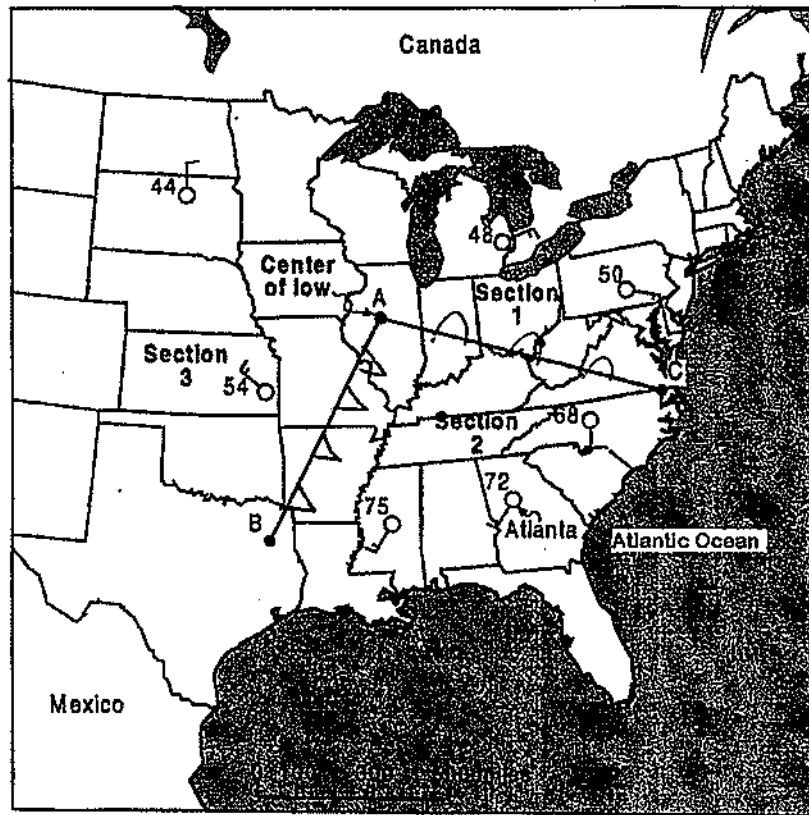 Canada
44
48
Center
of low
A
50
Section
1
Section
3
54
C
68
Section
2
72
75
B
Atlanta
Atlantic Ocean
Mexico